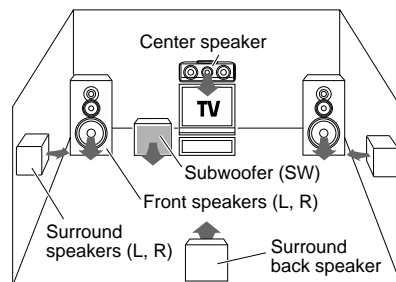 Center speaker
TV
Subwoofer (SW)
Front speakers (L, R)
Surround
speakers (L, R)
Surround
back speaker